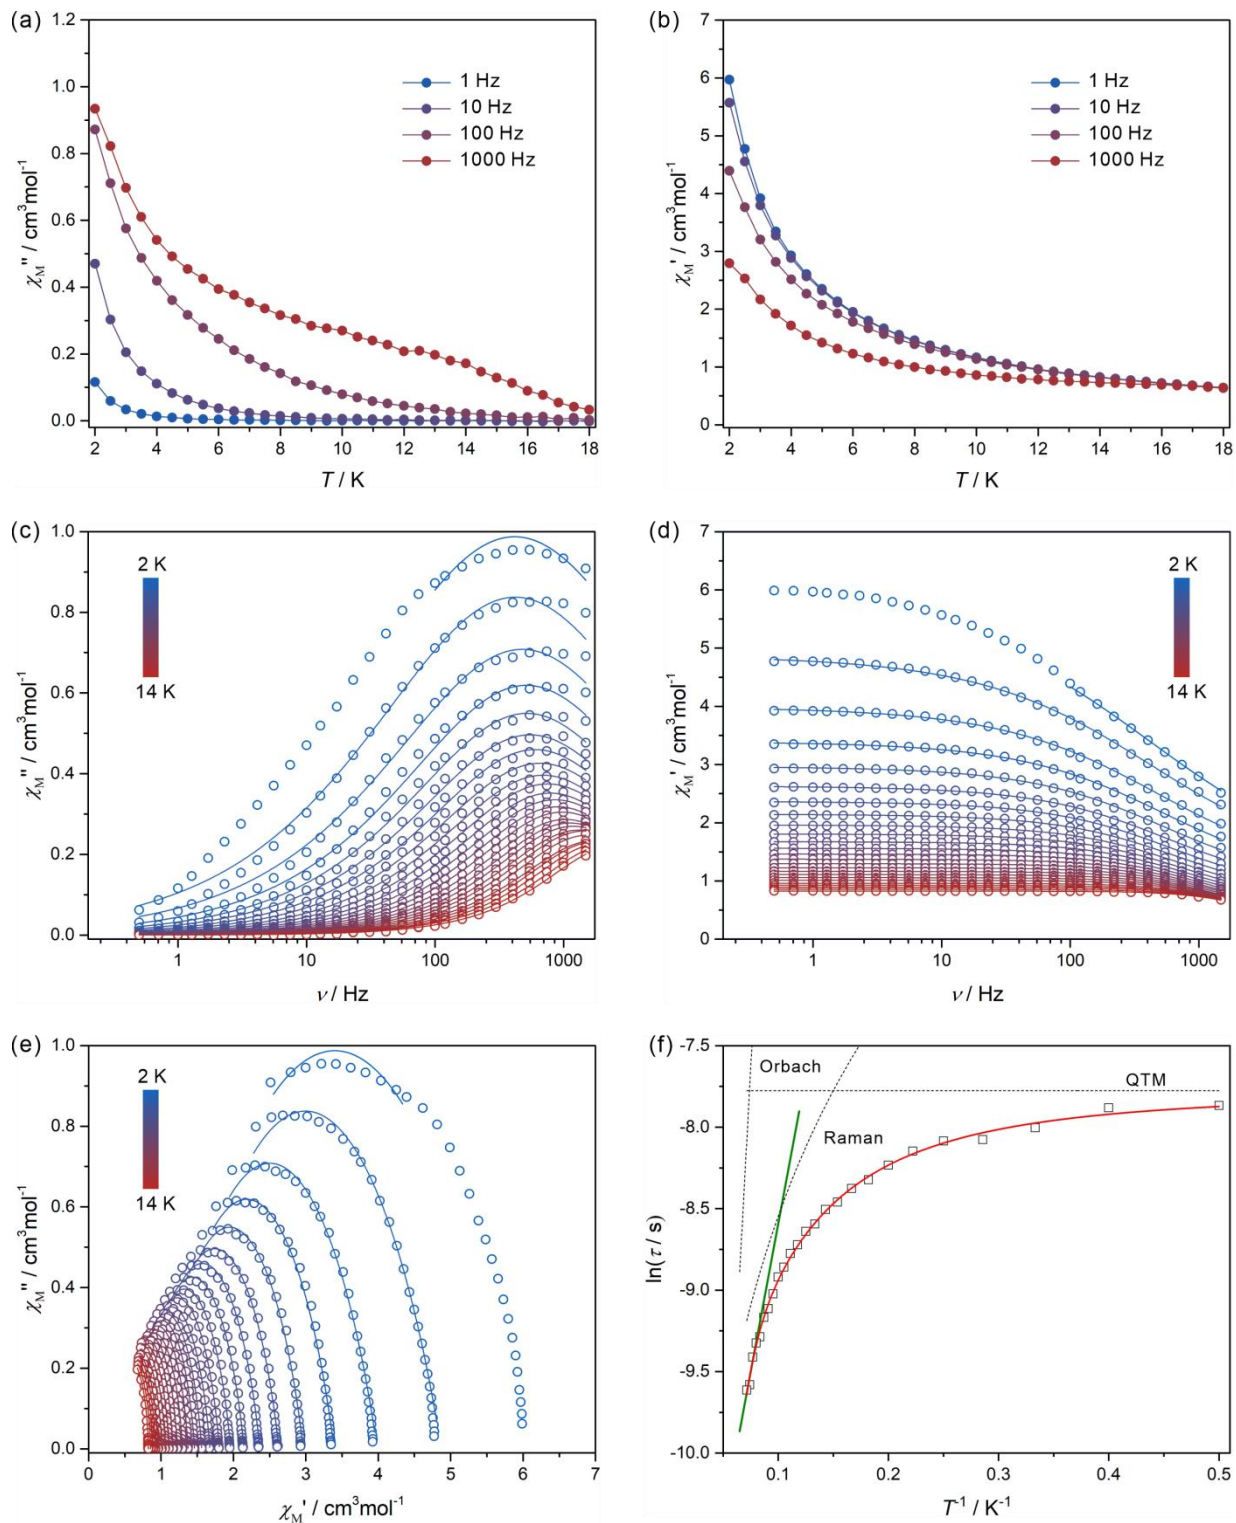 (a)
1.2
1.0
0.8
0.6
0.4
0.2
0.0
χM'' / cm³mol⁻¹
1 Hz
10 Hz
100 Hz
1000 Hz
2 4 6 8 10 12 14 16 18
T / K
(b)
7
6
5
4
3
2
1
0
χM' / cm³mol⁻¹
1 Hz
10 Hz
100 Hz
1000 Hz
2 4 6 8 10 12 14 16 18
T / K
(c)
1.0
0.8
0.6
0.4
0.2
0.0
χM'' / cm³mol⁻¹
2 K
14 K
1 10 100 1000
ν / Hz
(d)
7
6
5
4
3
2
1
0
χM' / cm³mol⁻¹
2 K
14 K
1 10 100 1000
ν / Hz
(e)
1.0
0.8
0.6
0.4
0.2
0.0
χM'' / cm³mol⁻¹
2 K
14 K
0 1 2 3 4 5 6 7
χM' / cm³mol⁻¹
(f)
-7.5
-8.0
-8.5
-9.0
-9.5
-10.0
ln(τ / s)
Orbach
QTM
Raman
0.1 0.2 0.3 0.4 0.5
T⁻¹ / K⁻¹